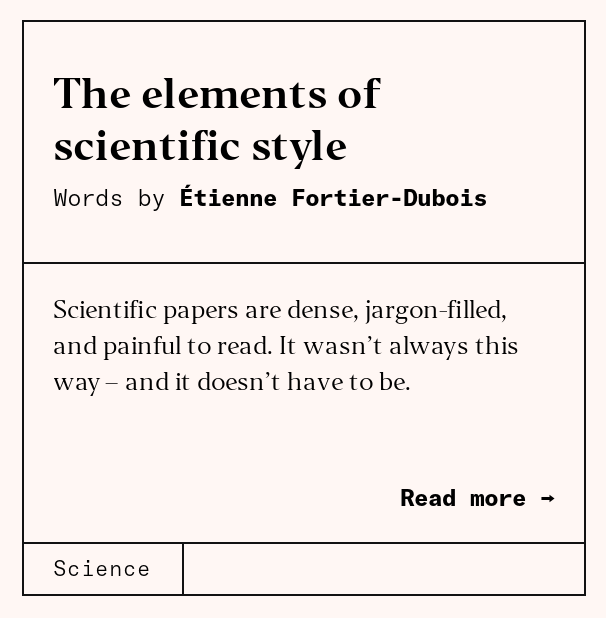 The elements of
scientific style
Words by Étienne Fortier-Dubois
Scientific papers are dense, jargon-filled,
and painful to read. It wasn’t always this
way – and it doesn’t have to be.
Read more →
Science